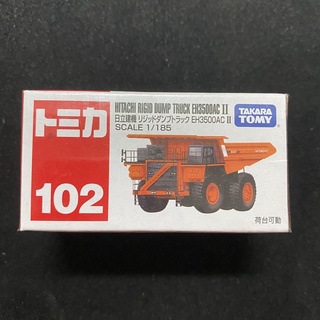 トミカ
102
HITACHI RIGID DUMP TRUCK EH3500AC II
日立建機 リジッドダンプトラック EH3500AC II
SCALE 1/185
TAKARA
TOMY
荷台可動